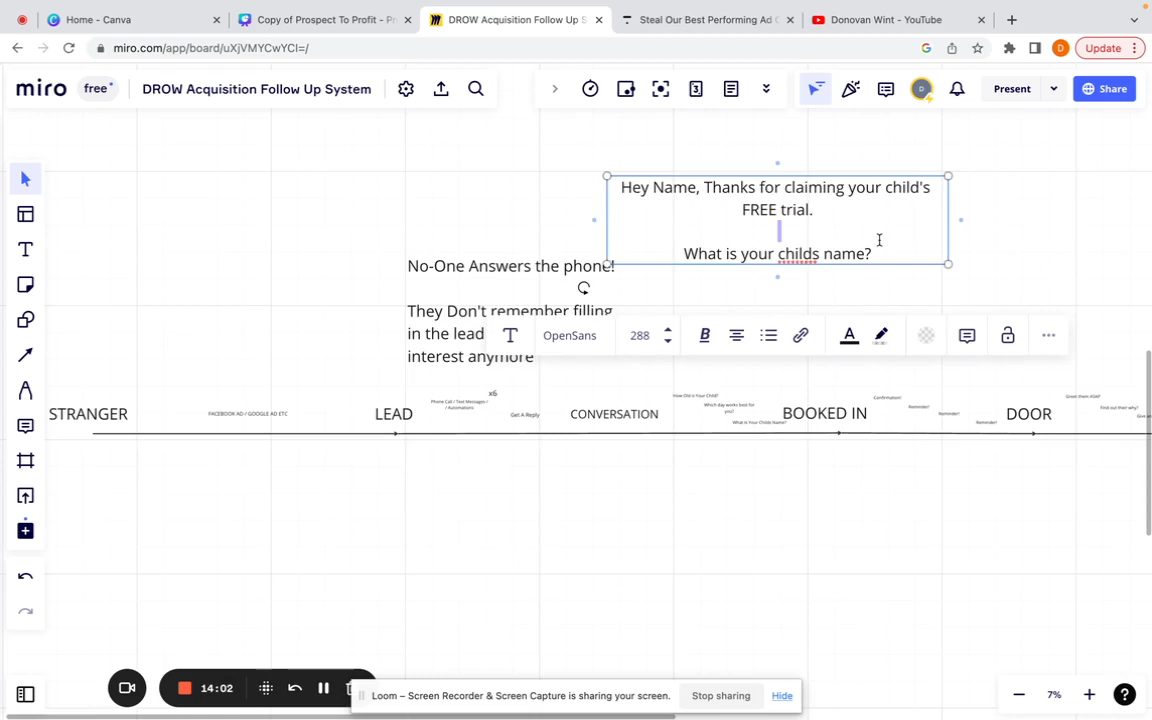 Home - Canva
Copy of Prospect To Profit - Pr
DROW Acquisition Follow Up S
Steal Our Best Performing Ad C
Donovan Wint - YouTube
miro.com/app/board/uXjVMYCwYCI=/
D
Update
miro
free
DROW Acquisition Follow Up System
3
D
Present
Share
Hey Name, Thanks for claiming your child's
FREE trial.
What is your childs name?
No-One Answers the phone!
They Don't remember filling
in the lead
interest anymore
OpenSans
288
B
A
STRANGER
FACEBOOK AD / GOOGLE AD ETC
LEAD
Phone Call / Text Messages /
/ Automations
x6
Get A Reply
CONVERSATION
How Old is Your Child?
Which day works best for
you?
What Is Your Childs Name?
BOOKED IN
Confirmation!
Reminder!
Reminder!
Reminder!
DOOR
Greet them ASAP
Find out their why?
14:02
Loom – Screen Recorder & Screen Capture is sharing your screen.
Stop sharing
Hide
7%